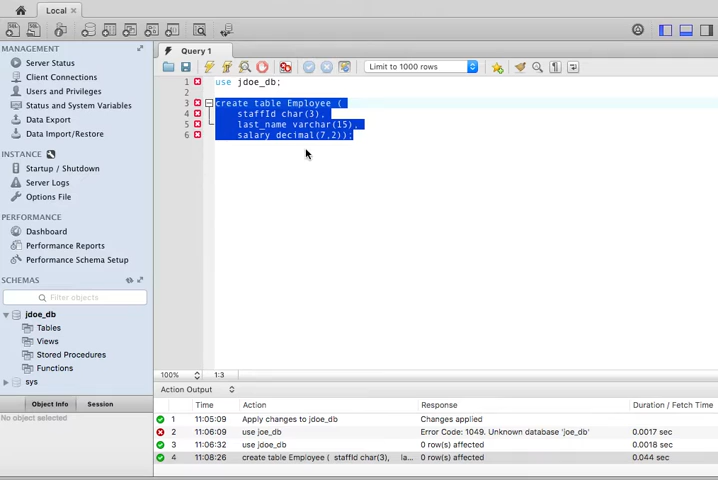 Local
MANAGEMENT
Server Status
Client Connections
Users and Privileges
Status and System Variables
Data Export
Data Import/Restore
INSTANCE
Startup / Shutdown
Server Logs
Options File
PERFORMANCE
Dashboard
Performance Reports
Performance Schema Setup
SCHEMAS
Filter objects
jdoe_db
Tables
Views
Stored Procedures
Functions
sys
Object Info Session
No object selected
Query 1
Limit to 1000 rows
1 use jdoe_db;
2
3 create table Employee (
4 staffId char(3),
5 last_name varchar(15),
6 salary decimal(7,2));
100% 1:3
Action Output
Time Action Response Duration / Fetch Time
1 11:05:09 Apply changes to jdoe_db Changes applied
2 11:06:09 use joe_db Error Code: 1049. Unknown database 'joe_db' 0.0017 sec
3 11:06:32 use jdoe_db 0 row(s) affected 0.0018 sec
4 11:08:26 create table Employee ( staffId char(3), la... 0 row(s) affected 0.044 sec